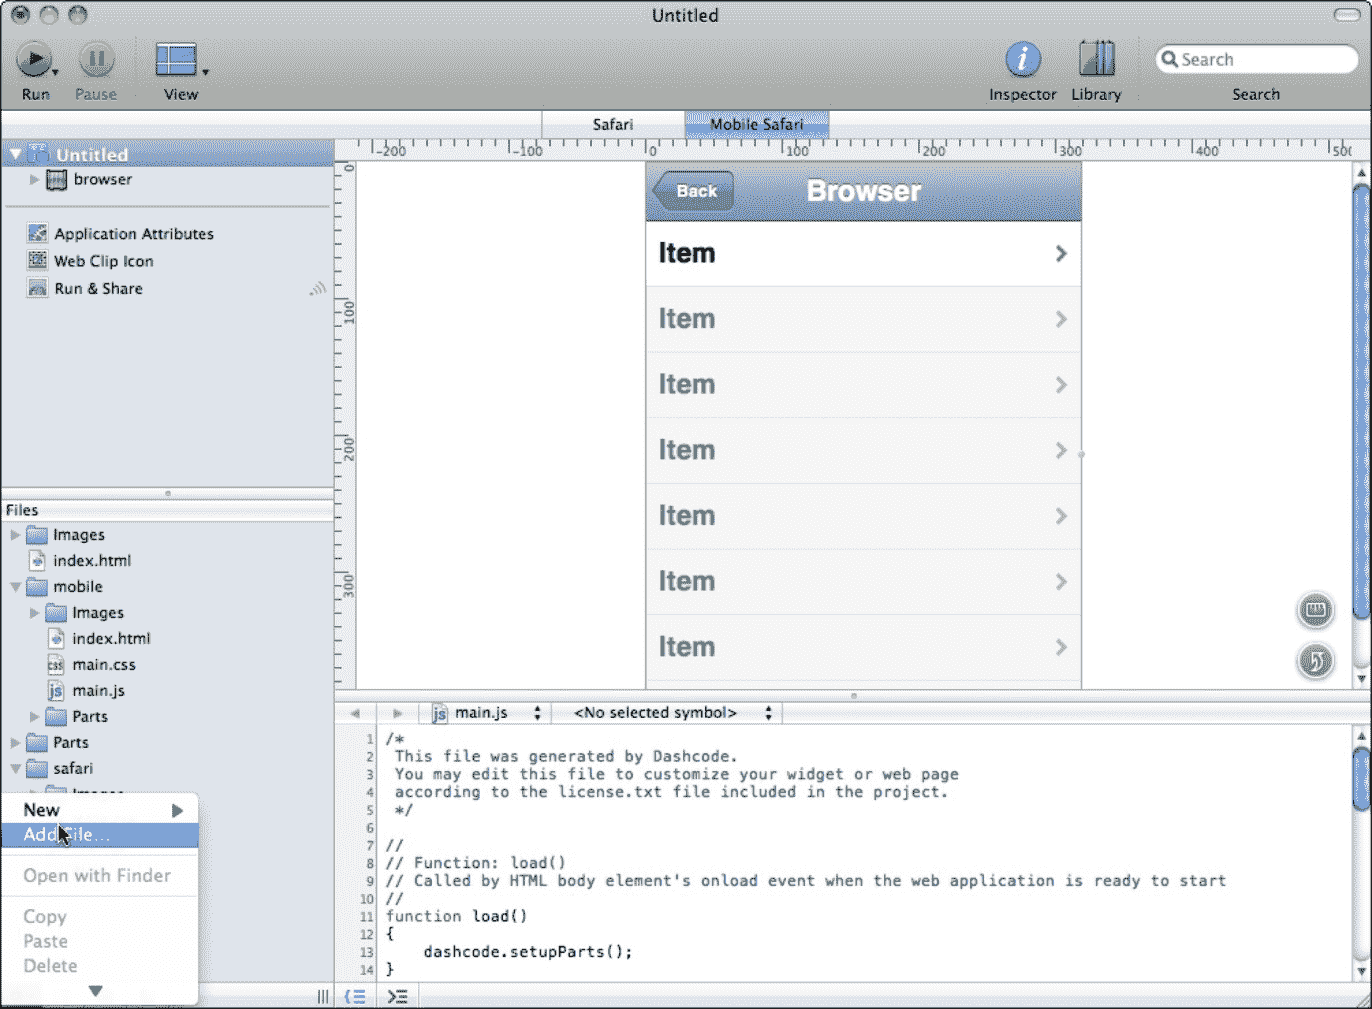 Untitled
Run
Pause
View
Inspector
Library
Search
Search
Safari
Mobile Safari
Untitled
browser
Application Attributes
Web Clip Icon
Run & Share
-200
-100
0
100
200
300
400
0
100
200
300
Back
Browser
Item
Item
Item
Item
Item
Item
Item
Files
Images
index.html
mobile
Images
index.html
main.css
main.js
Parts
Parts
safari
New
Add File...
Open with Finder
Copy
Paste
Delete
main.js
<No selected symbol>
1 /*
2 This file was generated by Dashcode.
3 You may edit this file to customize your widget or web page
4 according to the license.txt file included in the project.
5 */
6
7 //
8 // Function: load()
9 // Called by HTML body element's onload event when the web application is ready to start
10 //
11 function load()
12 {
13 dashcode.setupParts();
14 }